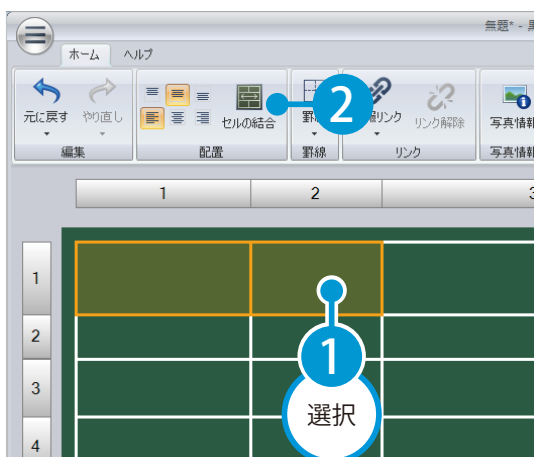 無題* - 黒
ホーム ヘルプ
元に戻す やり直し セルの結合 2 リンク リンク解除 写真情報
編集 配置 罫線 リンク 写真情報
1 2 3
1
2
1
3
選択
4